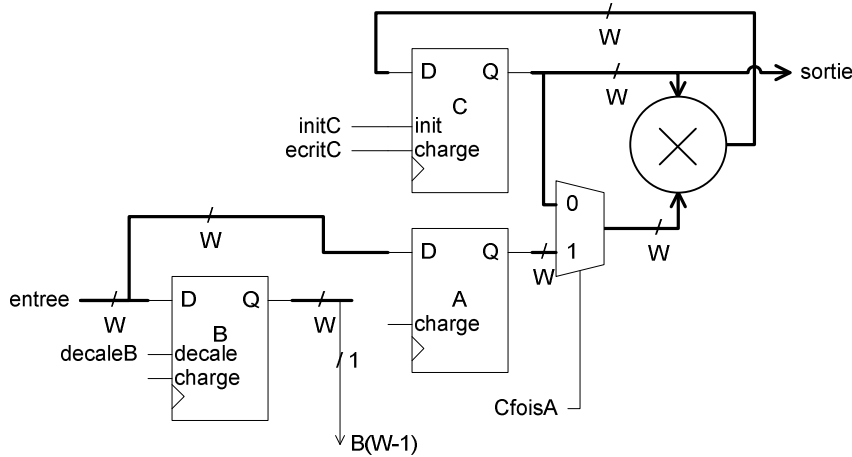 W
D Q
W
sortie
C
initC
init
ecritC
charge
0
W
W
D Q
1
W
entree
W
D Q
W
A
charge
B
decaleB
decale
charge
/ 1
CfoisA
B(W-1)